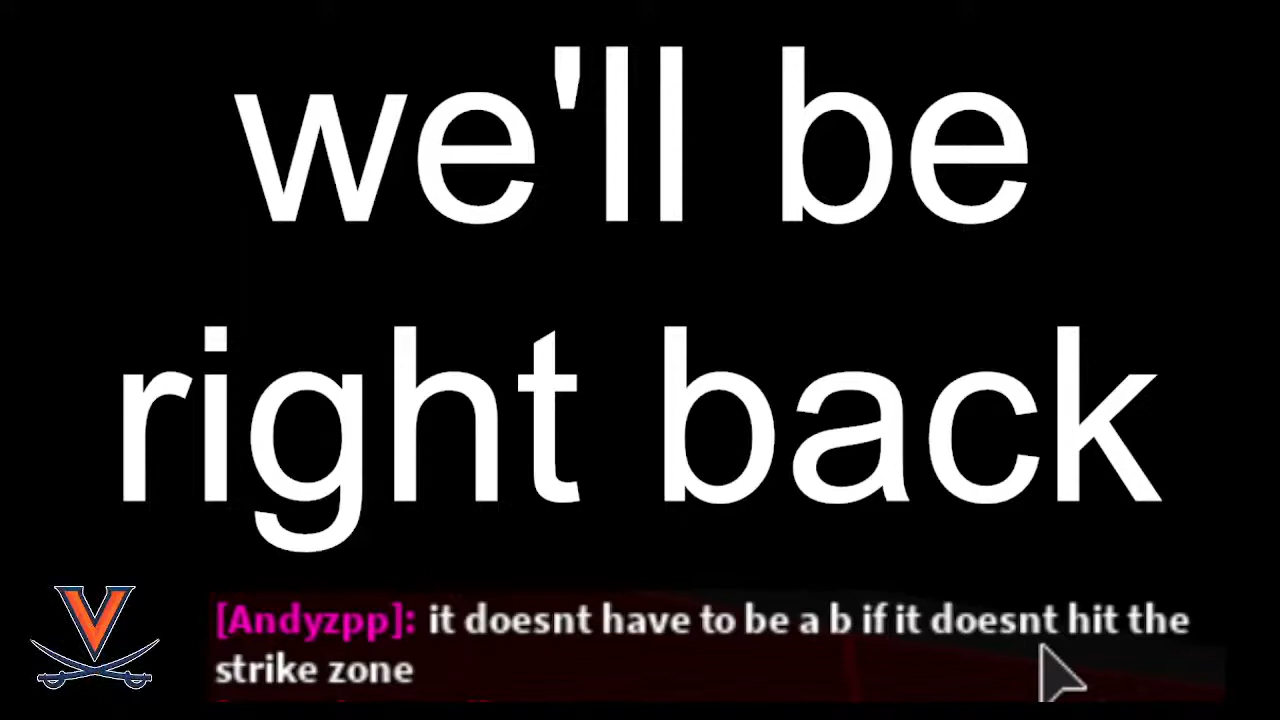 we'll be
right back
[Andyzpp]: it doesnt have to be a b if it doesnt hit the
strike zone
V